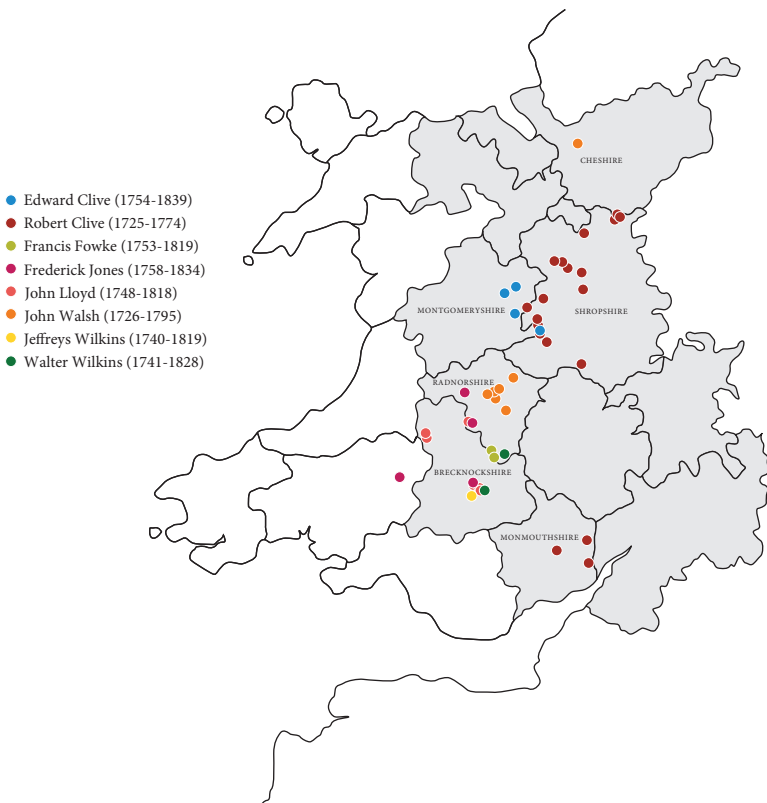 CHESHIRE
Edward Clive (1754-1839)
Robert Clive (1725-1774)
Francis Fowke (1753-1819)
Frederick Jones (1758-1834)
John Lloyd (1748-1818)
John Walsh (1726-1795)
Jeffreys Wilkins (1740-1819)
Walter Wilkins (1741-1828)
MONTGOMERYSHIRE
SHROPSHIRE
RADNORSHIRE
BRECKNOCKSHIRE
MONMOUTHSHIRE